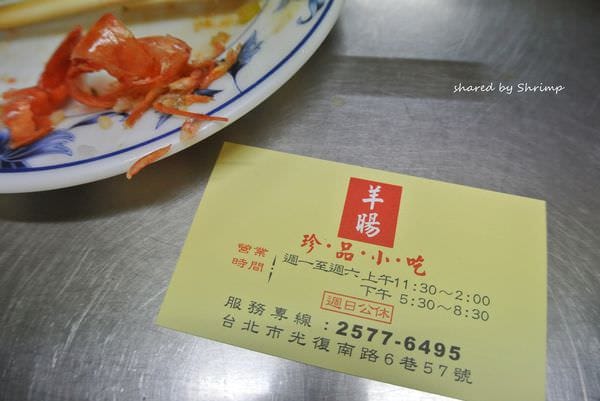 shared by Shrimp
羊腸
珍·品·小·吃
營業時間：週一至週六上午11:30～2:00
下午 5:30～8:30
週日公休
服務專線：2577-6495
台北市光復南路6巷57號